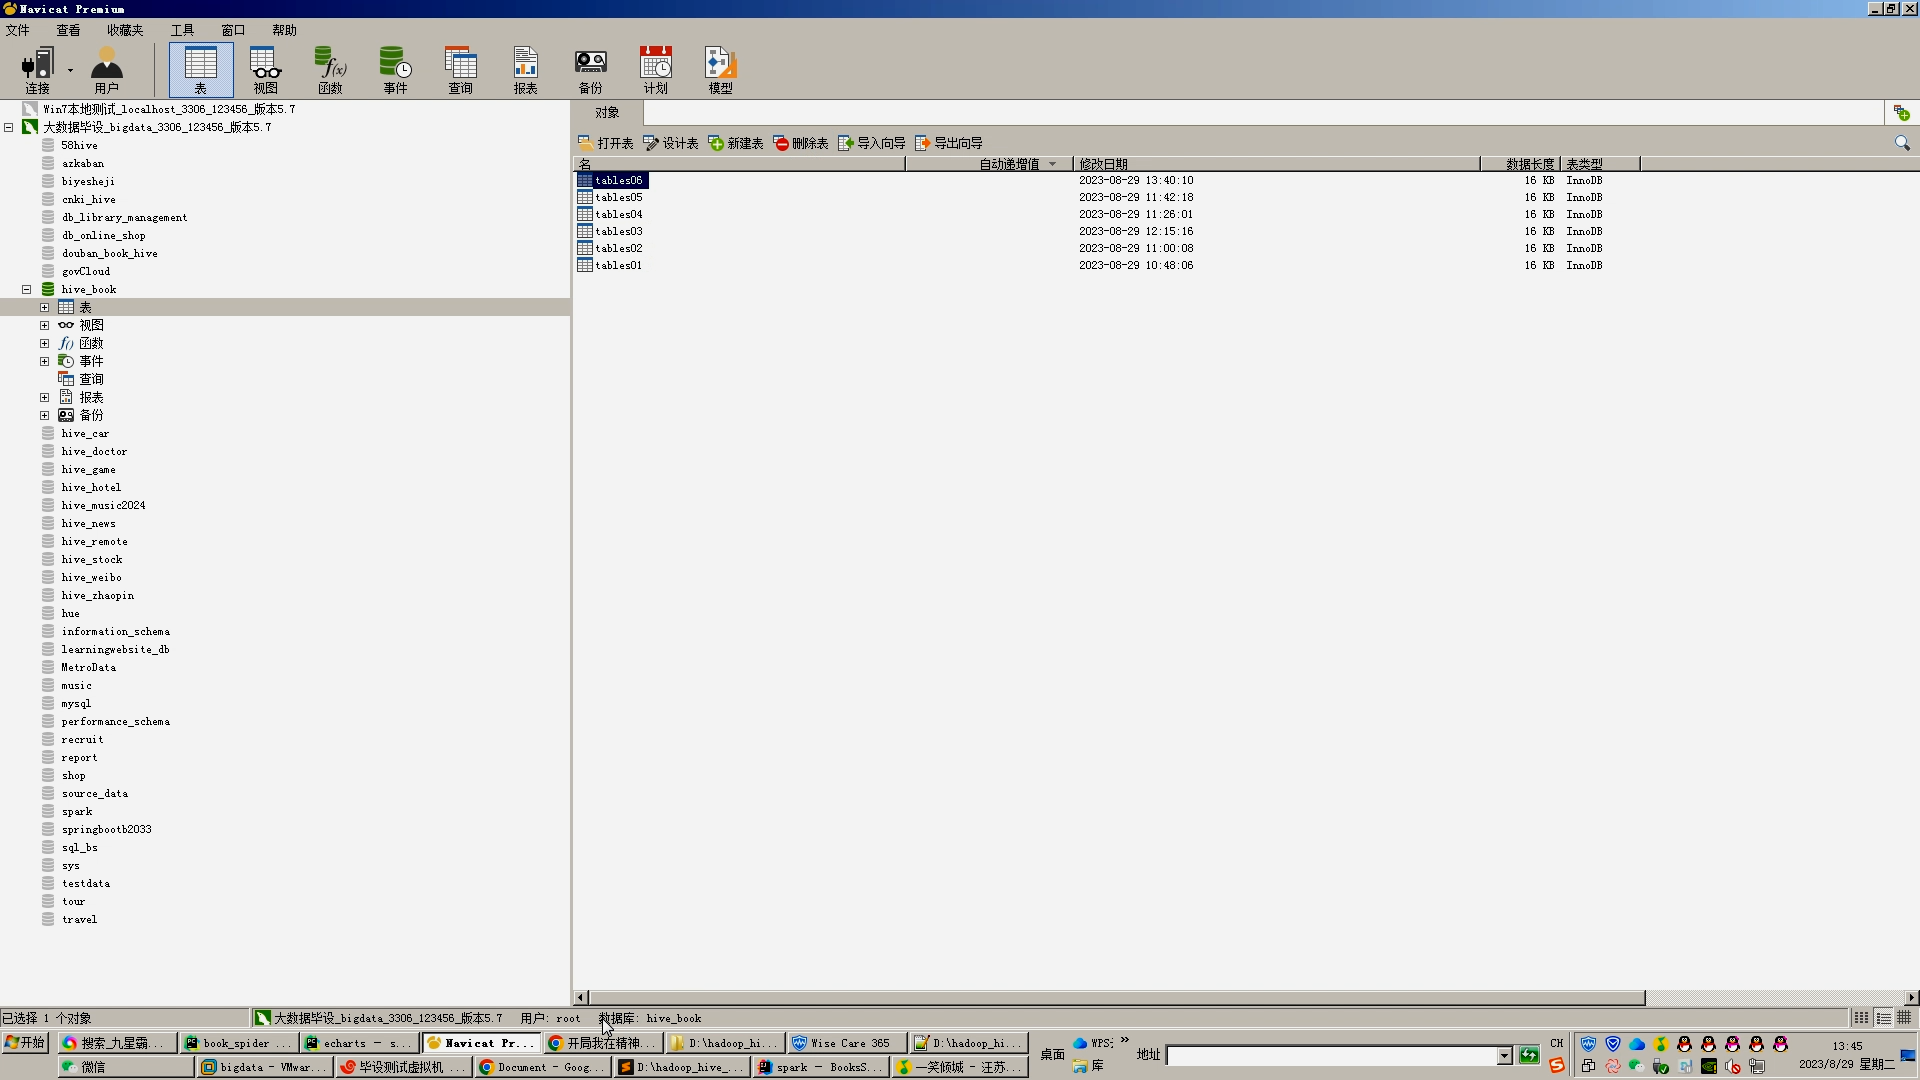 Navicat Premium
文件 查看 收藏夹 工具 窗口 帮助
连接 用户 表 视图 函数 事件 查询 报表 备份 计划 模型
Win7本地测试_localhost_3306_123456_版本5.7
大数据毕设_bigdata_3306_123456_版本5.7
58hive
azkaban
biyesheji
cnki_hive
db_library_management
db_online_shop
douban_book_hive
govCloud
hive_book
表
视图
函数
事件
查询
报表
备份
hive_car
hive_doctor
hive_game
hive_hotel
hive_music2024
hive_news
hive_remote
hive_stock
hive_weibo
hive_zhaopin
hue
information_schema
learningwebsite_db
MetroData
music
mysql
performance_schema
recruit
report
shop
source_data
spark
springbootb2033
sql_bs
sys
testdata
tour
travel
对象
打开表 设计表 新建表 删除表 导入向导 导出向导
名 自动递增值 修改日期 数据长度 表类型
tables06 2023-08-29 13:40:10 16 KB InnoDB
tables05 2023-08-29 11:42:18 16 KB InnoDB
tables04 2023-08-29 11:26:01 16 KB InnoDB
tables03 2023-08-29 12:15:16 16 KB InnoDB
tables02 2023-08-29 11:00:08 16 KB InnoDB
tables01 2023-08-29 10:48:06 16 KB InnoDB
已选择 1 个对象 大数据毕设_bigdata_3306_123456_版本5.7 用户: root 数据库: hive_book
开始 搜索_九星霸... book_spider ... echarts – s... Navicat Pr... 开局我在精神... D:\hadoop_hi... Wise Care 365 D:\hadoop_hi...
微信 bigdata - VMwar... 毕设测试虚拟机 ... Document - Goog... D:\hadoop_hive_... spark – BooksS... 一笑倾城 - 汪苏...
桌面 WPS 库 地址 CH
13:45
2023/8/29 星期二